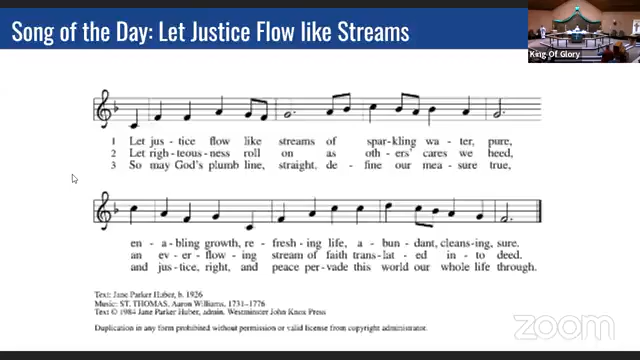 Song of the Day: Let Justice Flow like Streams
King Of Glory
1 Let jus - tice flow like streams of spar - kling wa - ter, pure,
2 Let righ - teous - ness roll on as oth - ers' cares we heed,
3 So may God's plumb line, straight, de - fine our mea - sure true,
en - a - bling growth, re - fresh - ing life, a - bun - dant, cleans - ing, sure.
an ev - er - flow - ing stream of faith trans - lat - ed in - to deed.
and jus - tice, right, and peace per - vade this world our whole life through.
Text: Jane Parker Huber, b. 1926
Music: ST. THOMAS, Aaron Williams, 1731–1776
Text © 1984 Jane Parker Huber, admin. Westminster John Knox Press
Duplication in any form prohibited without permission or valid license from copyright administrator.
zoom